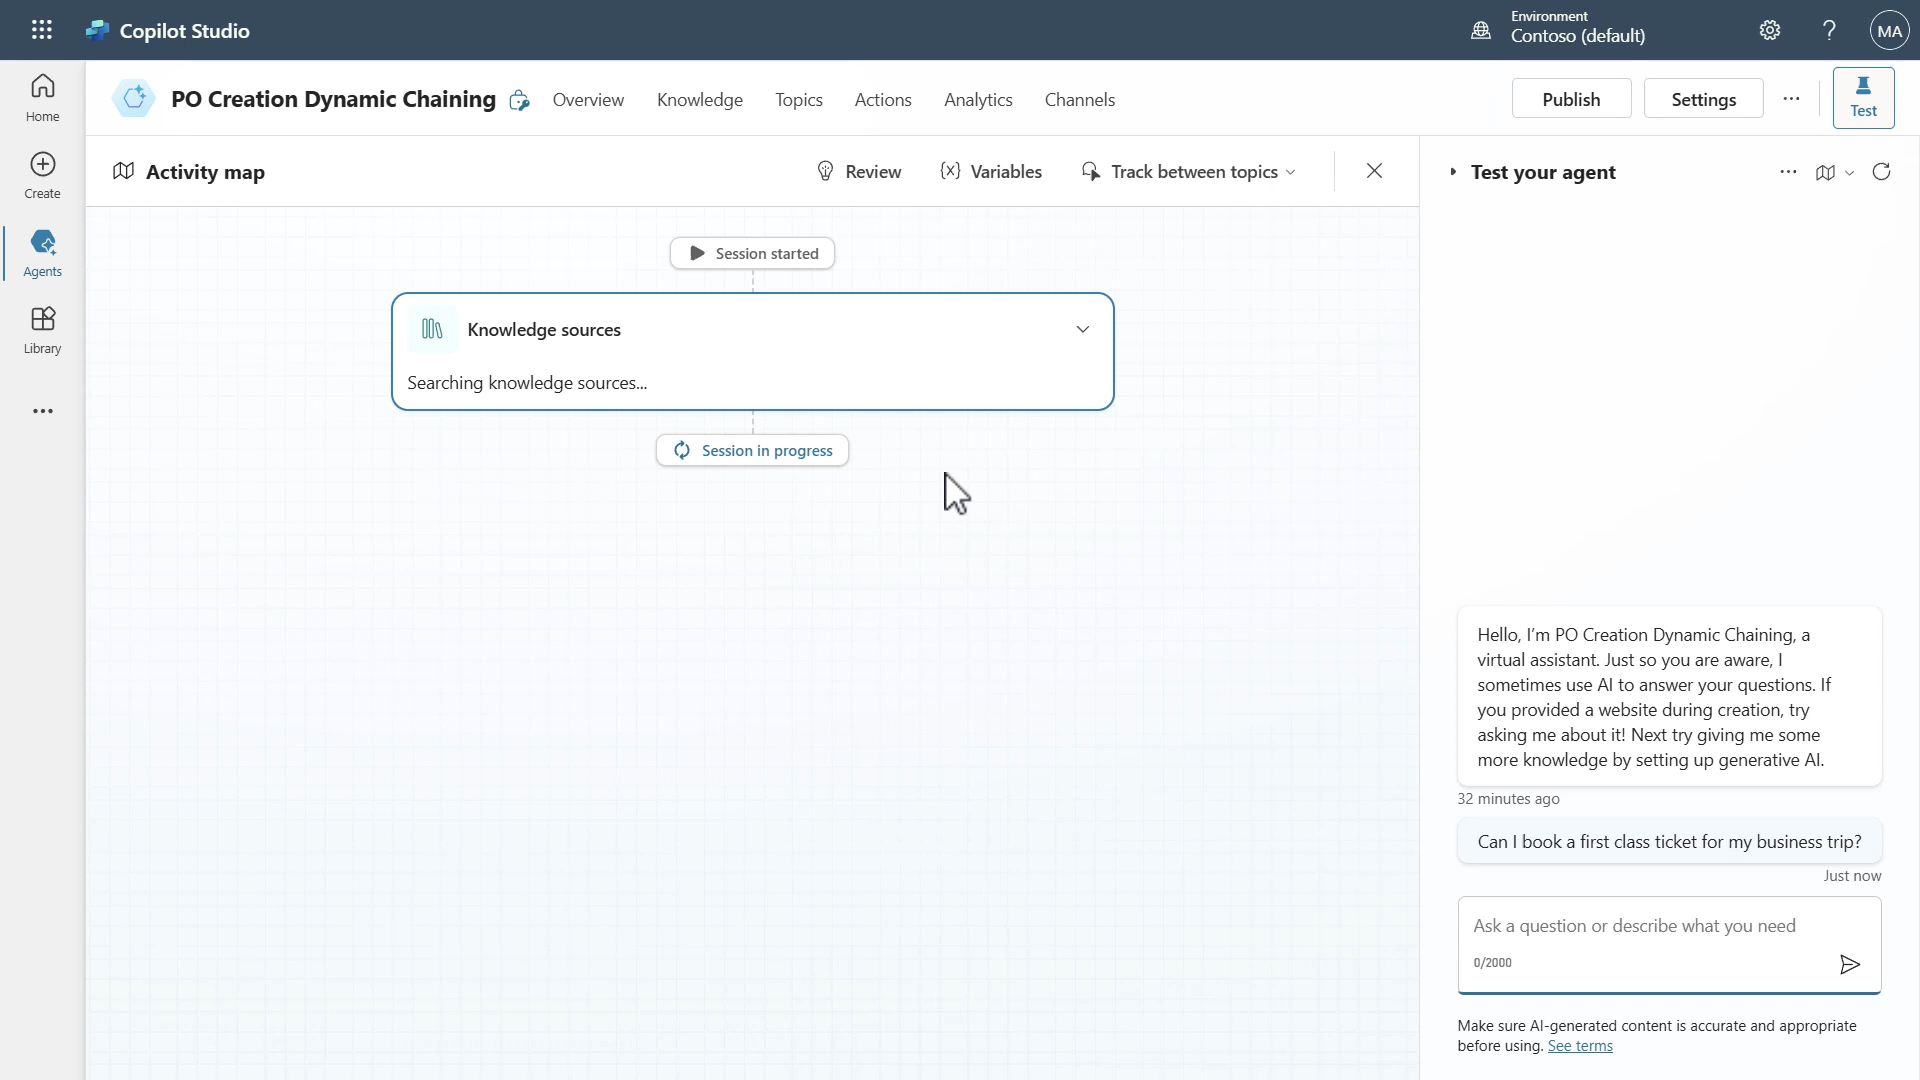 Copilot Studio
Environment
Contoso (default)
MA
Home
Create
Agents
Library
PO Creation Dynamic Chaining
Overview
Knowledge
Topics
Actions
Analytics
Channels
Publish
Settings
Test
Activity map
Review
Variables
Track between topics
Session started
Knowledge sources
Searching knowledge sources...
Session in progress
Test your agent
Hello, I'm PO Creation Dynamic Chaining, a
virtual assistant. Just so you are aware, I
sometimes use AI to answer your questions. If
you provided a website during creation, try
asking me about it! Next try giving me some
more knowledge by setting up generative AI.
32 minutes ago
Can I book a first class ticket for my business trip?
Just now
Ask a question or describe what you need
0/2000
Make sure AI-generated content is accurate and appropriate
before using. See terms